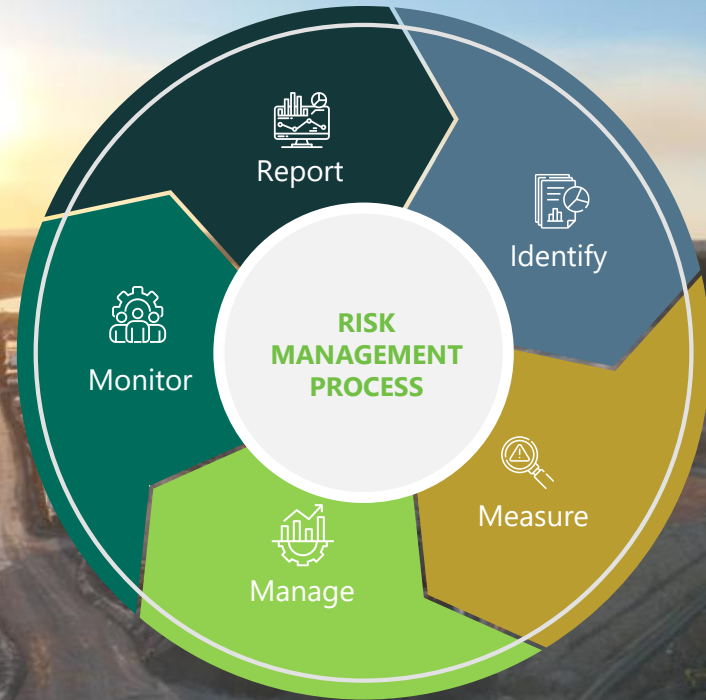 RISK
MANAGEMENT
PROCESS
Identify
Measure
Manage
Monitor
Report